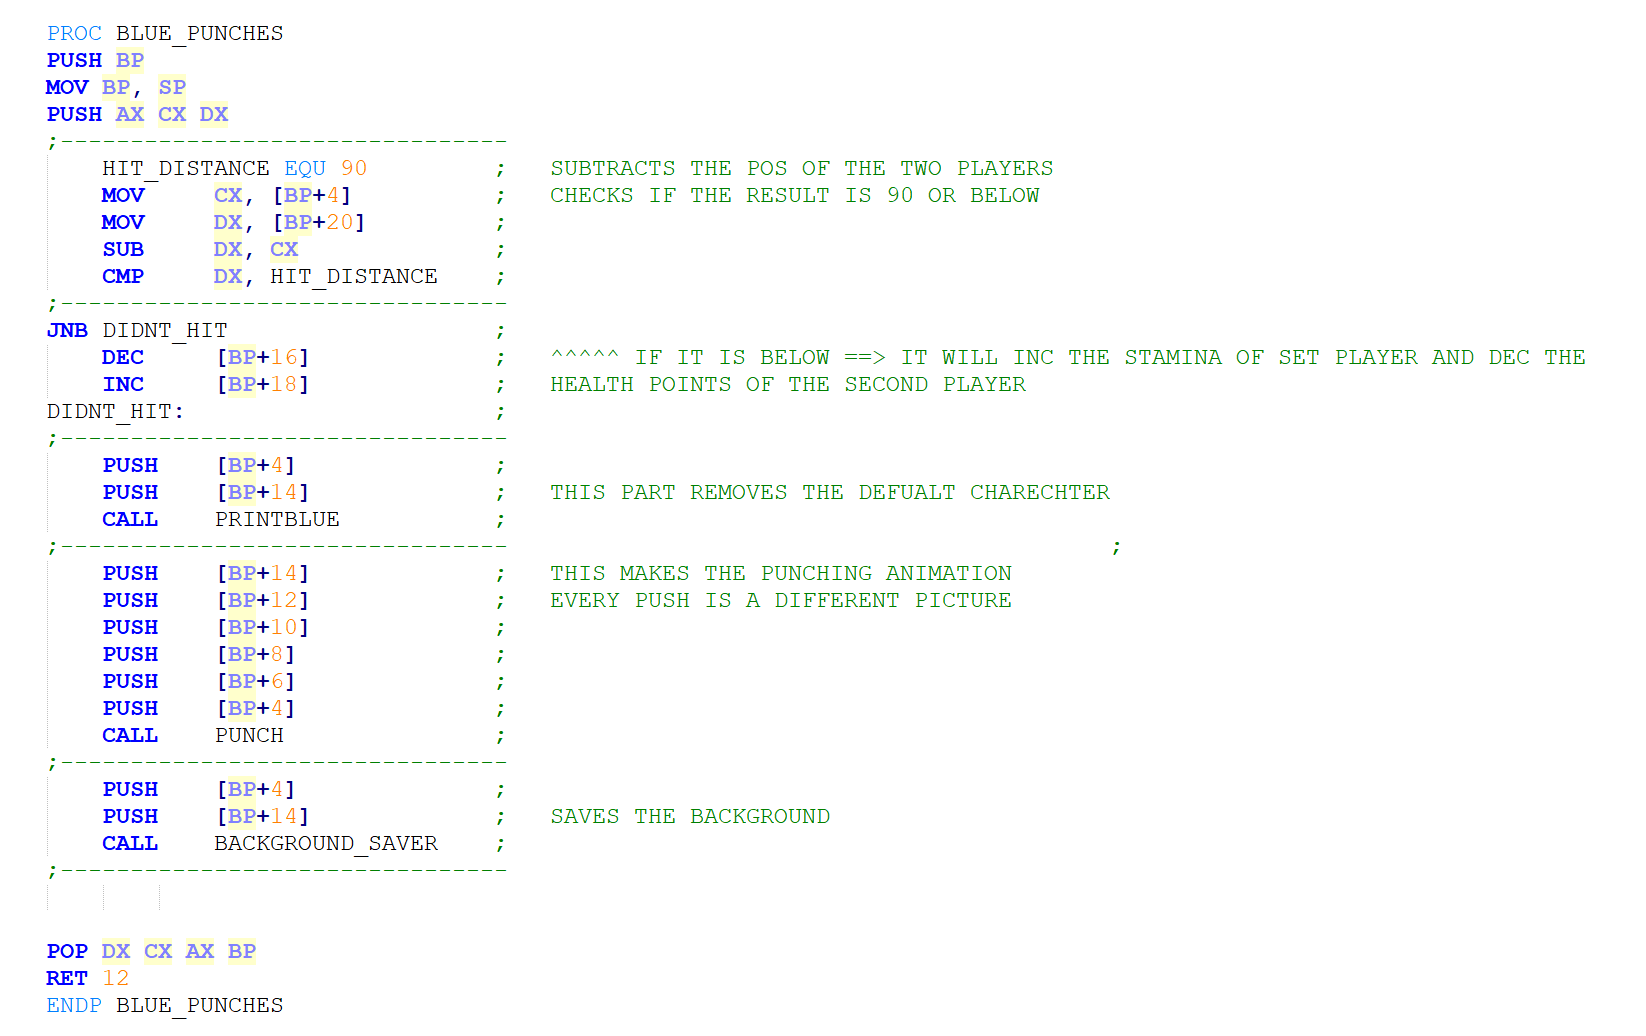 PROC BLUE_PUNCHES
PUSH BP
MOV BP, SP
PUSH AX CX DX
;--------------------------------
HIT_DISTANCE EQU 90 ; SUBTRACTS THE POS OF THE TWO PLAYERS
MOV CX, [BP+4] ; CHECKS IF THE RESULT IS 90 OR BELOW
MOV DX, [BP+20] ;
SUB DX, CX ;
CMP DX, HIT_DISTANCE ;
;--------------------------------
JNB DIDNT_HIT ;
DEC [BP+16] ; ^^^^^ IF IT IS BELOW ==> IT WILL INC THE STAMINA OF SET PLAYER AND DEC THE
INC [BP+18] ; HEALTH POINTS OF THE SECOND PLAYER
DIDNT_HIT: ;
;--------------------------------
PUSH [BP+4] ;
PUSH [BP+14] ; THIS PART REMOVES THE DEFUALT CHARECHTER
CALL PRINTBLUE ;
;-------------------------------- ;
PUSH [BP+14] ; THIS MAKES THE PUNCHING ANIMATION
PUSH [BP+12] ; EVERY PUSH IS A DIFFERENT PICTURE
PUSH [BP+10] ;
PUSH [BP+8] ;
PUSH [BP+6] ;
PUSH [BP+4] ;
CALL PUNCH ;
;--------------------------------
PUSH [BP+4] ;
PUSH [BP+14] ; SAVES THE BACKGROUND
CALL BACKGROUND_SAVER ;
;--------------------------------
POP DX CX AX BP
RET 12
ENDP BLUE_PUNCHES